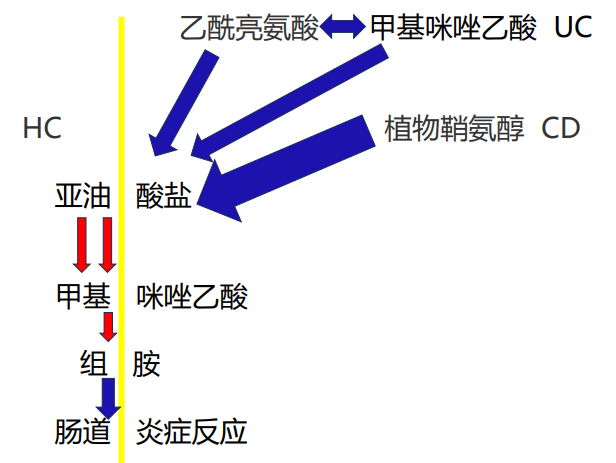 乙酰亮氨酸 甲基咪唑乙酸 UC
HC
植物鞘氨醇 CD
亚油 酸盐
甲基 咪唑乙酸
组 胺
肠道 炎症反应